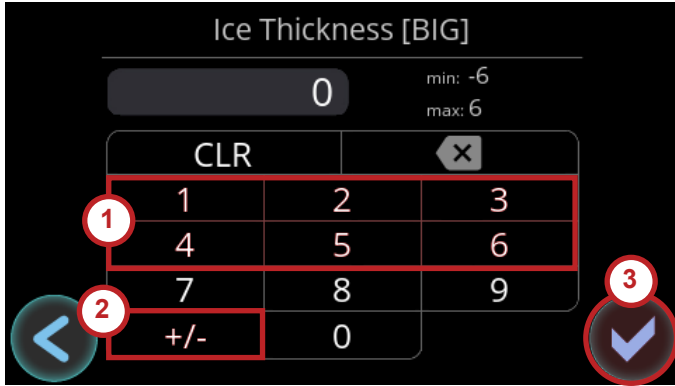 Ice Thickness [BIG]
0 min: -6
max: 6
CLR
1 2 3
1
4 5 6
7 8 9
3
2
+/- 0